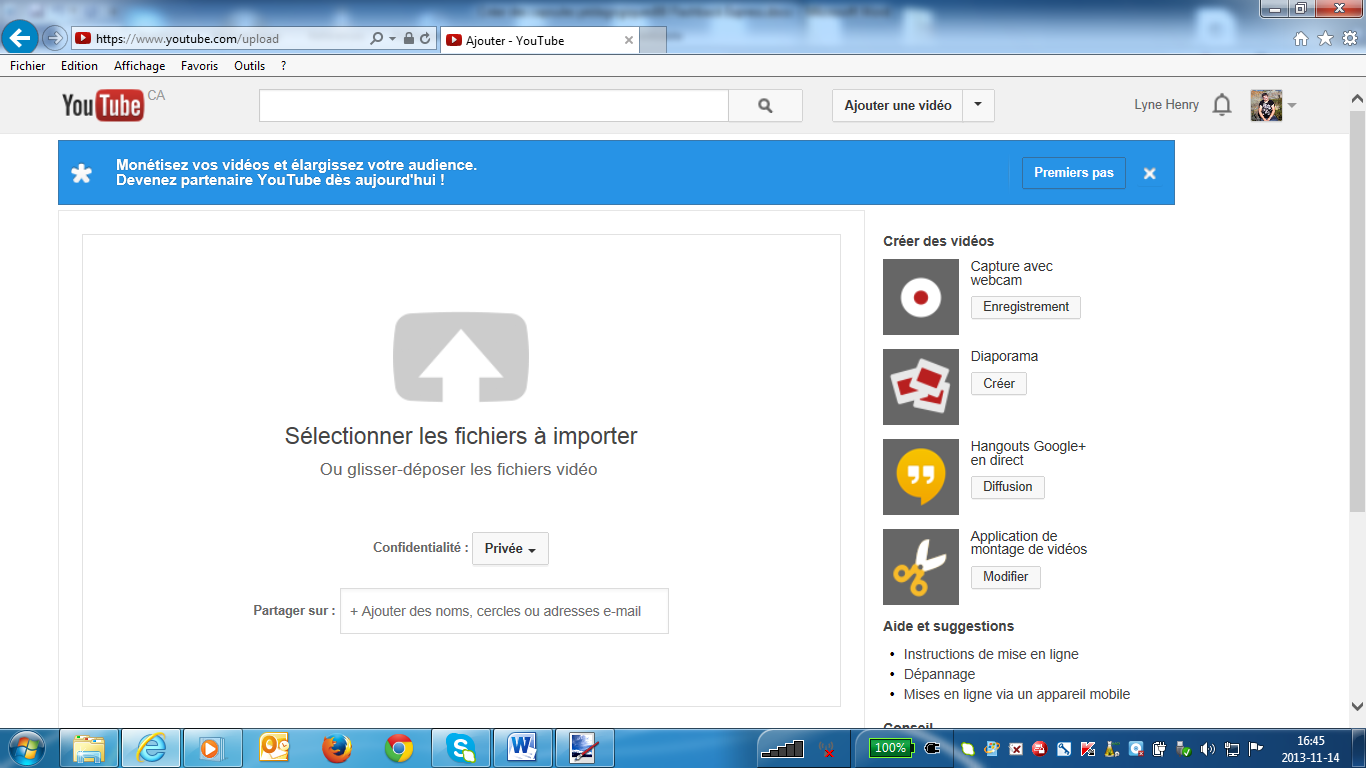 https://www.youtube.com/upload
Ajouter - YouTube
Fichier Edition Affichage Favoris Outils ?
YouTube CA
Ajouter une vidéo
Lyne Henry
Monétisez vos vidéos et élargissez votre audience.
Devenez partenaire YouTube dès aujourd'hui !
Premiers pas
Sélectionner les fichiers à importer
Ou glisser-déposer les fichiers vidéo
Confidentialité : Privée
Partager sur : + Ajouter des noms, cercles ou adresses e-mail
Créer des vidéos
Capture avec
webcam
Enregistrement
Diaporama
Créer
Hangouts Google+
en direct
Diffusion
Application de
montage de vidéos
Modifier
Aide et suggestions
• Instructions de mise en ligne
• Dépannage
• Mises en ligne via un appareil mobile
Conseil
100%
16:45
2013-11-14